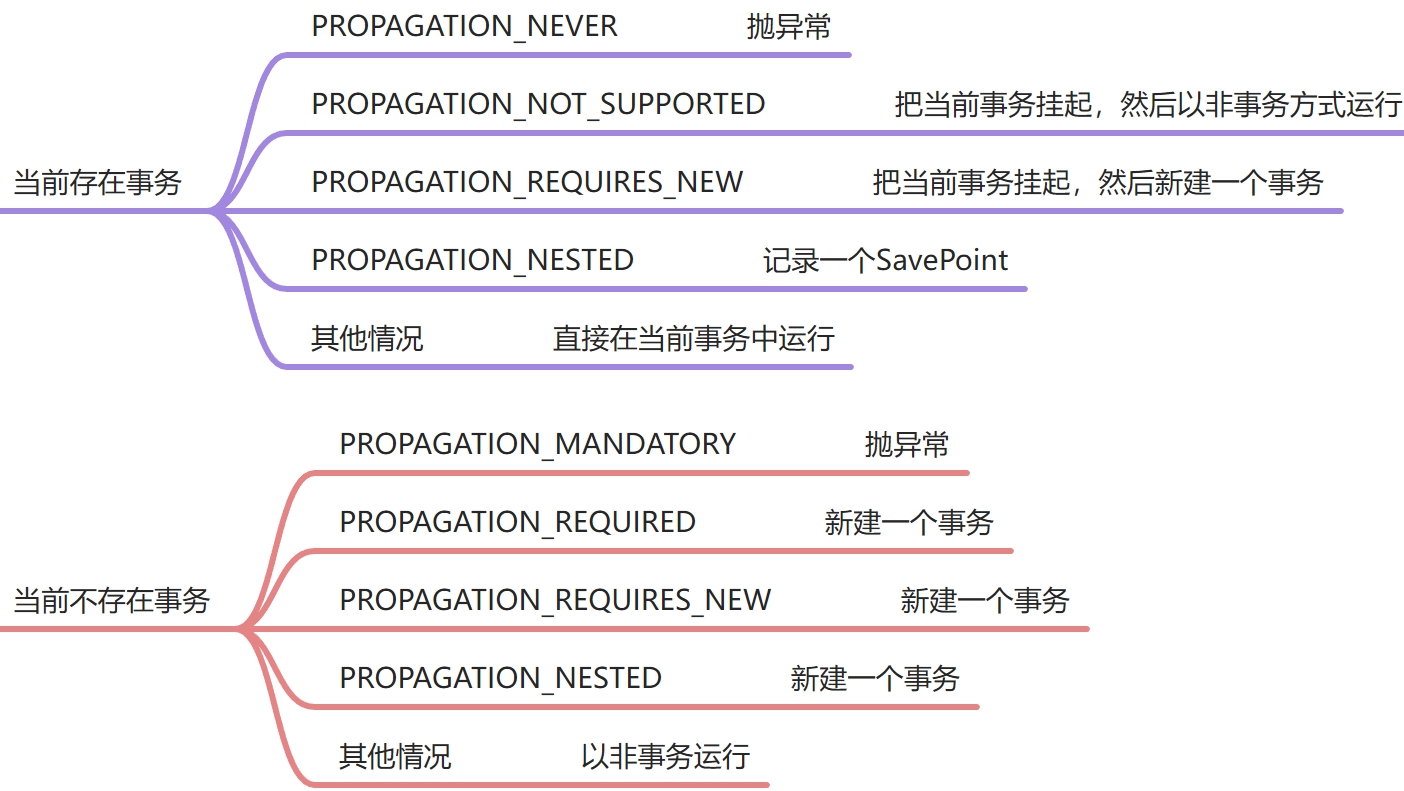 当前存在事务
PROPAGATION_NEVER 抛异常
PROPAGATION_NOT_SUPPORTED 把当前事务挂起，然后以非事务方式运行
PROPAGATION_REQUIRES_NEW 把当前事务挂起，然后新建一个事务
PROPAGATION_NESTED 记录一个SavePoint
其他情况 直接在当前事务中运行
当前不存在事务
PROPAGATION_MANDATORY 抛异常
PROPAGATION_REQUIRED 新建一个事务
PROPAGATION_REQUIRES_NEW 新建一个事务
PROPAGATION_NESTED 新建一个事务
其他情况 以非事务运行